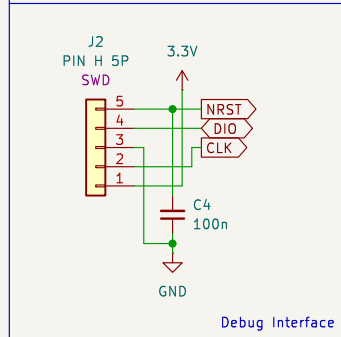 J2
PIN H 5P
SWD
3.3V
5
NRST
4
DIO
3
CLK
2
1
C4
100n
GND
Debug Interface